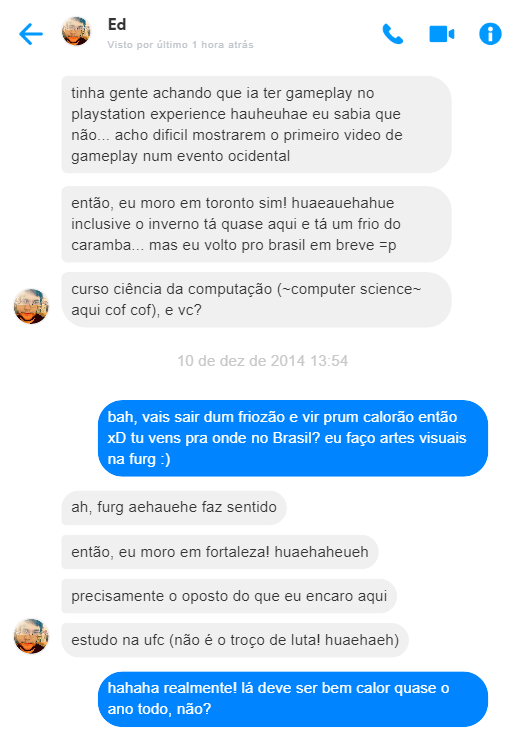 Ed
Visto por último 1 hora atrás
tinha gente achando que ia ter gameplay no
playstation experience hauheuhae eu sabia que
não... acho dificil mostrarem o primeiro video de
gameplay num evento ocidental
então, eu moro em toronto sim! huaeauehahue
inclusive o inverno tá quase aqui e tá um frio do
caramba... mas eu volto pro brasil em breve =p
curso ciência da computação (~computer science~
aqui cof cof), e vc?
10 de dez de 2014 13:54
bah, vais sair dum friozão e vir prum calorão então
xD tu vens pra onde no Brasil? eu faço artes visuais
na furg :)
ah, furg aehauehe faz sentido
então, eu moro em fortaleza! huaehaheueh
precisamente o oposto do que eu encaro aqui
estudo na ufc (não é o troço de luta! huaehaeh)
hahaha realmente! lá deve ser bem calor quase o
ano todo, não?